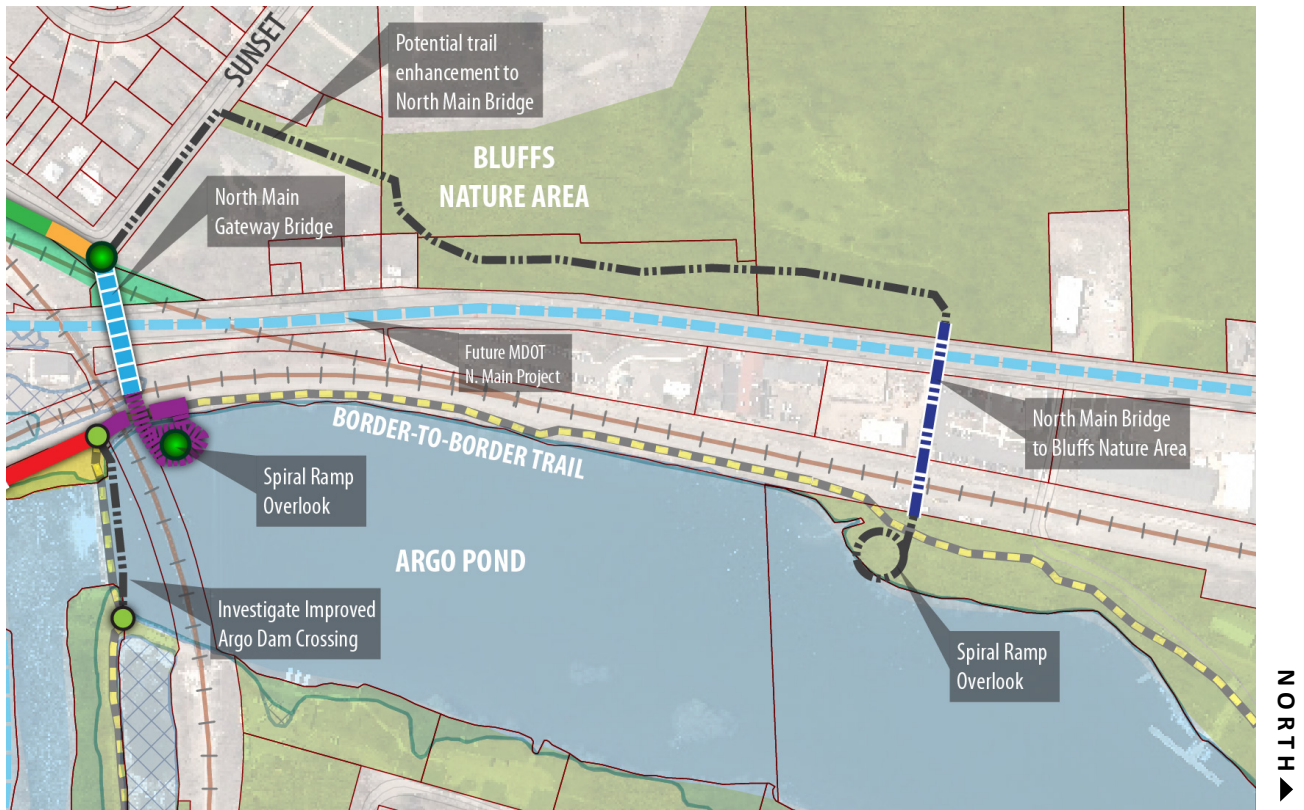 SUNSET
Potential trail
enhancement to
North Main Bridge
BLUFFS
NATURE AREA
North Main
Gateway Bridge
Future MDOT
N. Main Project
BORDER-TO-BORDER TRAIL
North Main Bridge
to Bluffs Nature Area
Spiral Ramp
Overlook
ARGO POND
Investigate Improved
Argo Dam Crossing
Spiral Ramp
Overlook
NORTH